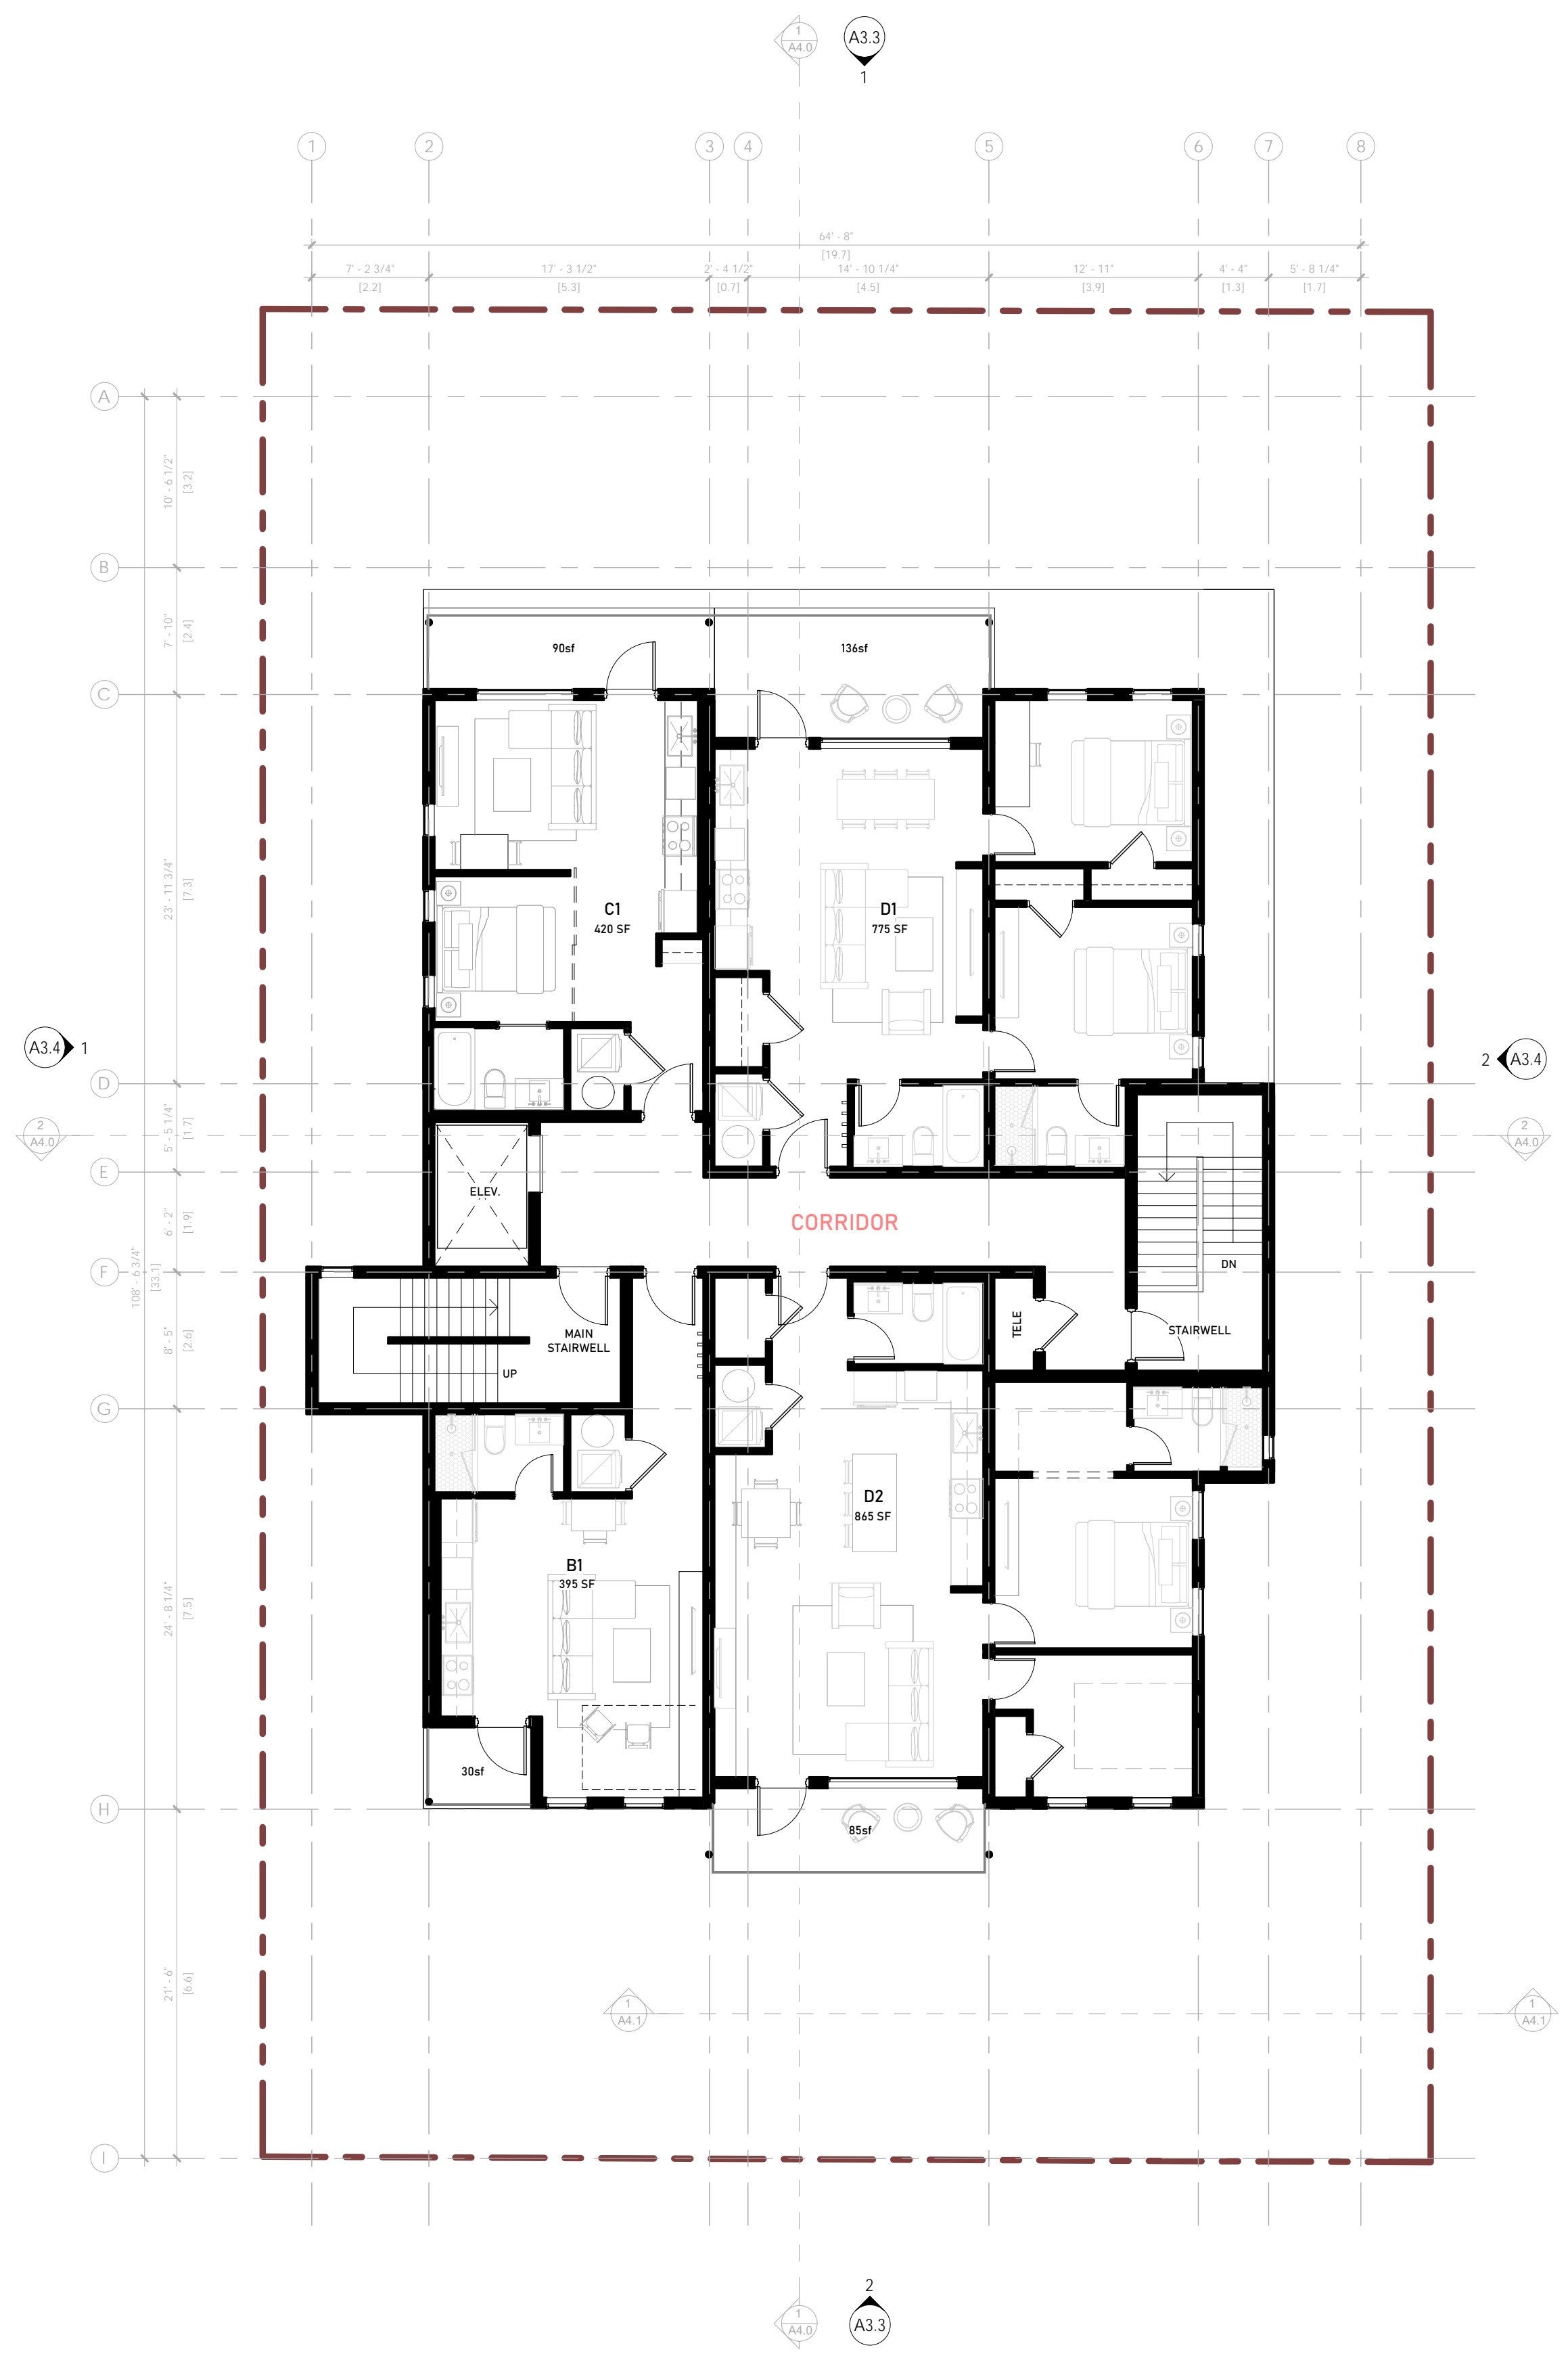 1
A4.0
A3.3
1
1
2
3
4
5
6
7
8
64' - 8"
[19.7]
7' - 2 3/4"
17' - 3 1/2"
2' - 4 1/2"
14' - 10 1/4"
12' - 11"
4' - 4"
5' - 8 1/4"
[2.2]
[5.3]
[0.7]
[4.5]
[3.9]
[1.3]
[1.7]
A
10' - 6 1/2"
[3.2]
B
7' - 10"
[2.4]
90sf
136sf
C
23' - 11 3/4"
[7.3]
C1
420 SF
D1
775 SF
A3.4
1
2
A3.4
D
5' - 5 1/4"
[1.7]
2
A4.0
2
A4.0
E
ELEV.
6' - 2"
[1.9]
CORRIDOR
108' - 6 3/4"
[33.1]
F
DN
8' - 5"
[2.6]
MAIN
STAIRWELL
TELE
STAIRWELL
UP
G
D2
865 SF
B1
395 SF
24' - 8 1/4"
[7.5]
30sf
H
85sf
21' - 6"
[6.6]
1
A4.1
1
A4.1
I
2
1
A4.0
A3.3